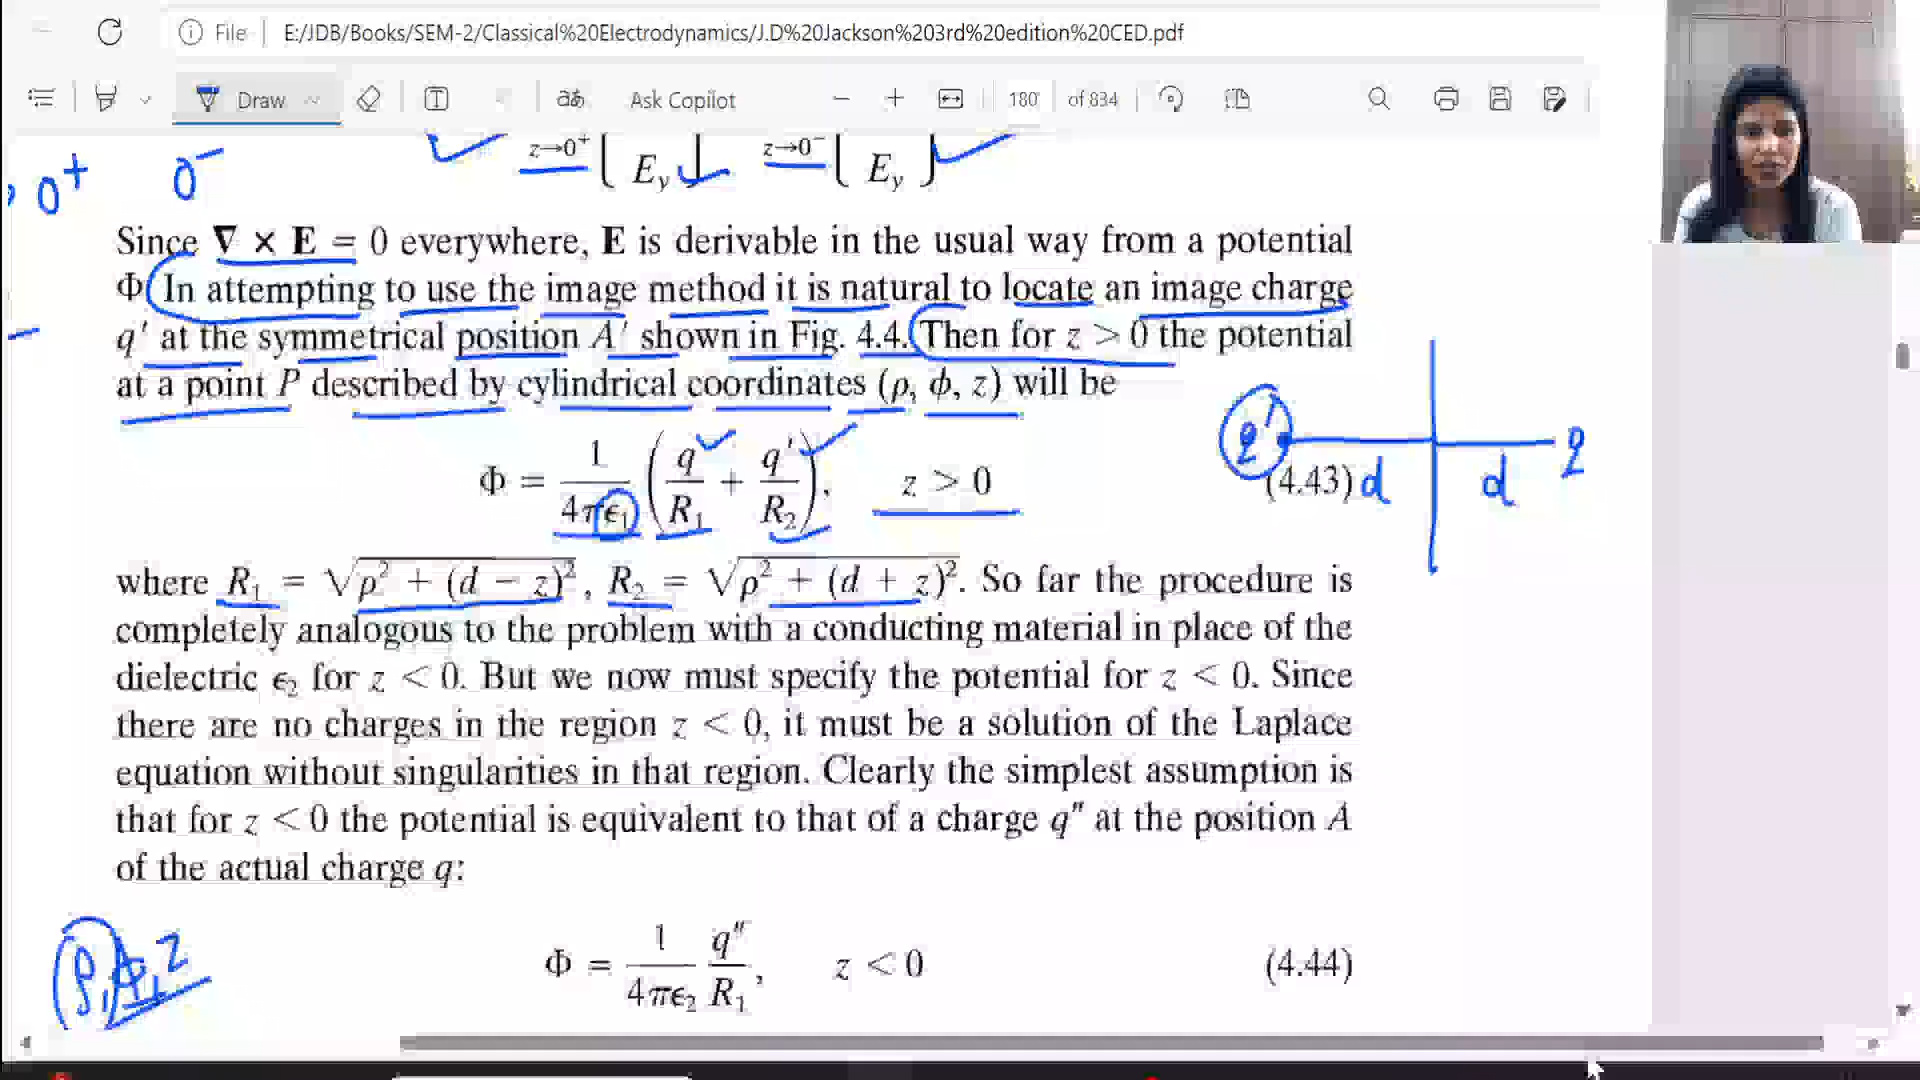 File | E:/JDB/Books/SEM-2/Classical%20Electrodynamics/J.D%20Jackson%203rd%20edition%20CED.pdf
Draw aあ Ask Copilot 180 of 834
z→0⁺ E_y z→0⁻ E_y
0⁺ 0⁻
Since ∇ × E = 0 everywhere, E is derivable in the usual way from a potential
Φ In attempting to use the image method it is natural to locate an image charge
q′ at the symmetrical position A′ shown in Fig. 4.4. Then for z > 0 the potential
at a point P described by cylindrical coordinates (ρ, ϕ, z) will be
Φ = 1/4πϵ₁ (q/R₁ + q′/R₂), z > 0 (4.43)
q′ d d q
where R₁ = √ρ² + (d − z)², R₂ = √ρ² + (d + z)². So far the procedure is
completely analogous to the problem with a conducting material in place of the
dielectric ϵ₂ for z < 0. But we now must specify the potential for z < 0. Since
there are no charges in the region z < 0, it must be a solution of the Laplace
equation without singularities in that region. Clearly the simplest assumption is
that for z < 0 the potential is equivalent to that of a charge q″ at the position A
of the actual charge q:
Φ = 1/4πϵ₂ q″/R₁, z < 0 (4.44)
ρ, ϕ, z